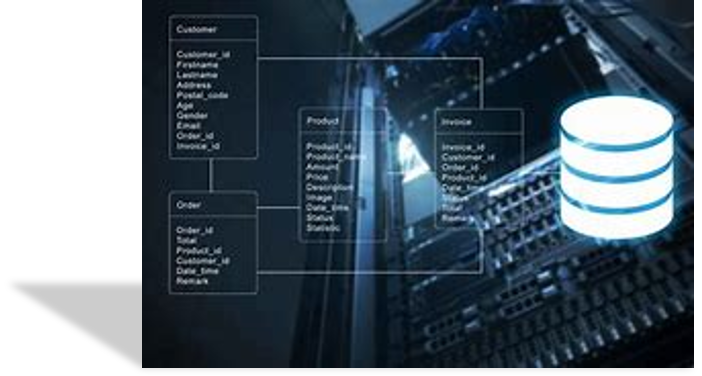 Customer
Customer_id
Firstname
Lastname
Address
Postal_code
Age
Gender
Email
Order_id
Invoice_id
Product
Product_id
Product_name
Amount
Price
Description
Image
Date_time
Status
Statistic
Invoice
Invoice_id
Customer_id
Order_id
Product_id
Date_time
Status
Total
Remark
Order
Order_id
Total
Product_id
Customer_id
Date_time
Remark